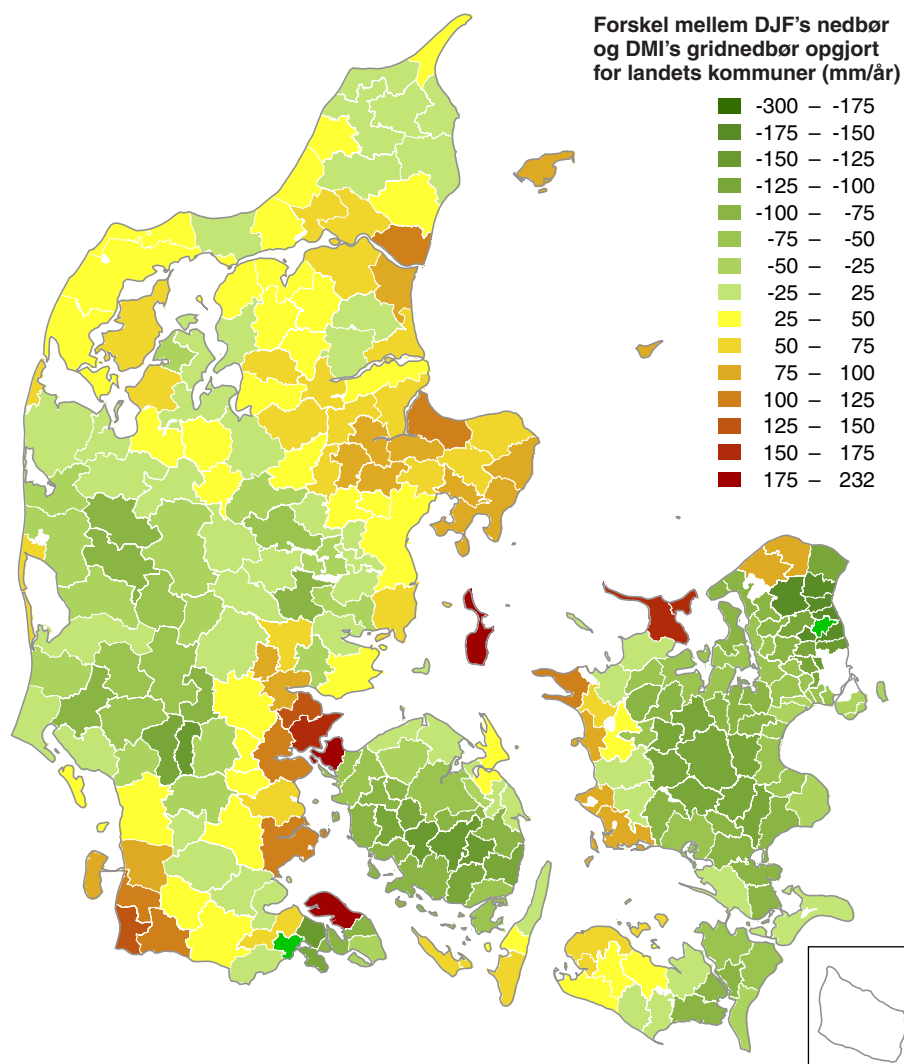 Forskel mellem DJF's nedbør
og DMI's gridnedbør opgjort
for landets kommuner (mm/år)
-300 – -175
-175 – -150
-150 – -125
-125 – -100
-100 – -75
-75 – -50
-50 – -25
-25 – 25
25 – 50
50 – 75
75 – 100
100 – 125
125 – 150
150 – 175
175 – 232